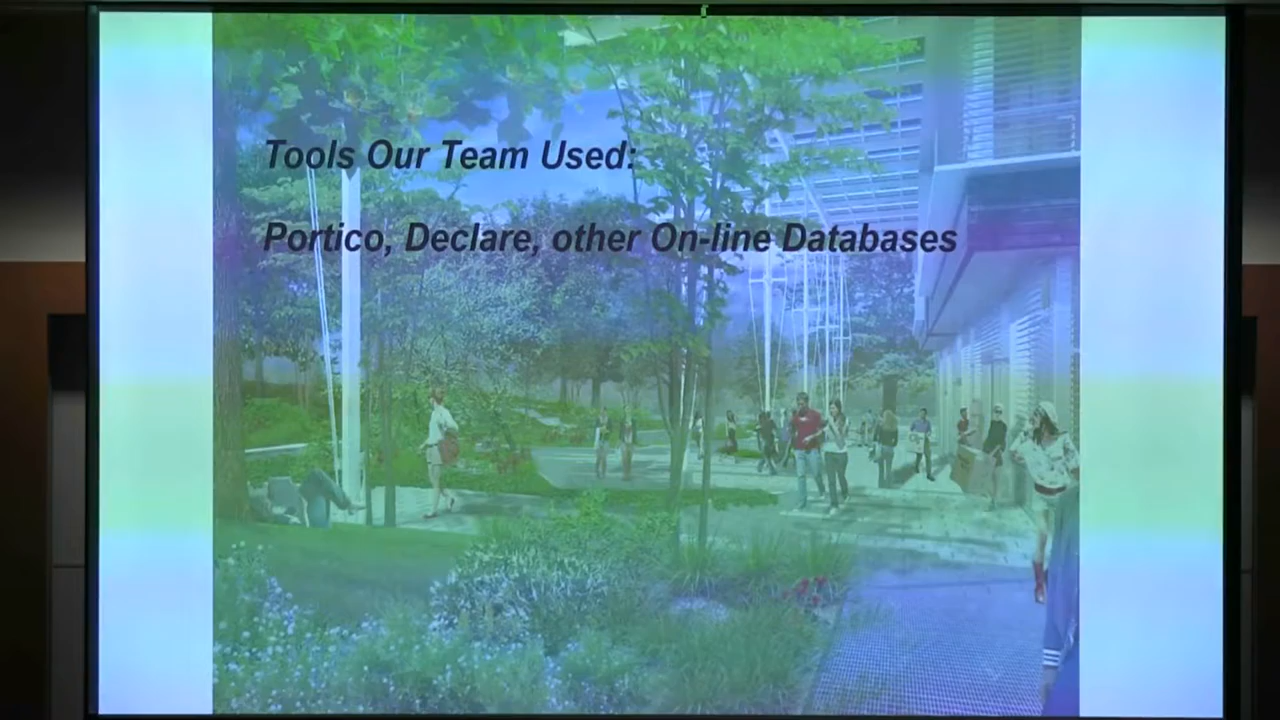 Tools Our Team Used:
Portico, Declare, other On-line Databases